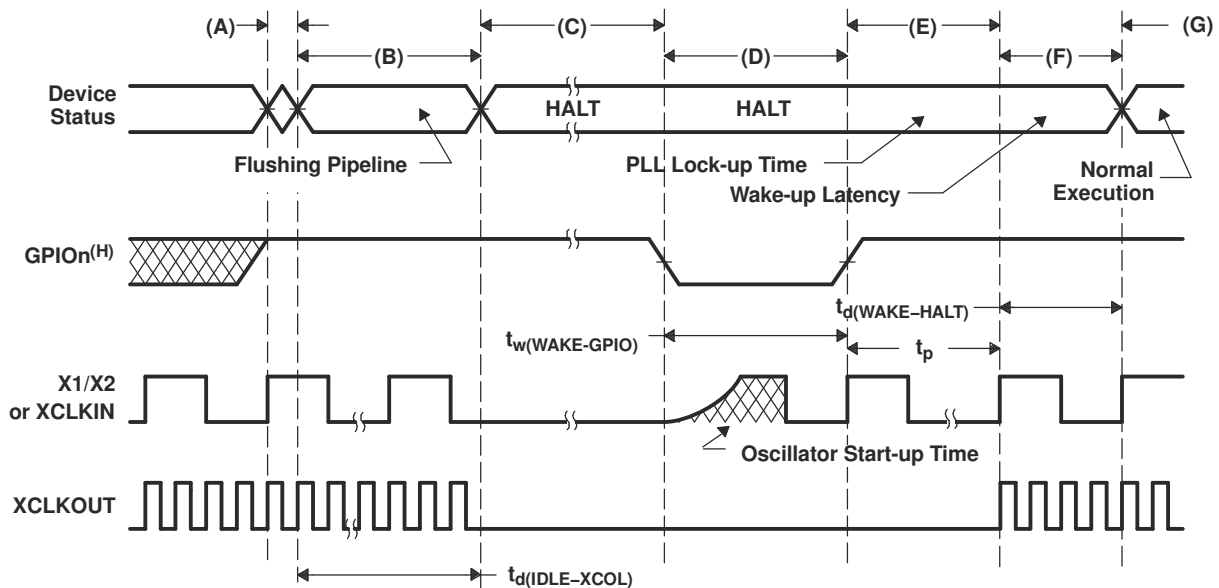 (A)
(C)
(E)
(G)
(B)
(D)
(F)
Device
Status
HALT
HALT
Flushing Pipeline
PLL Lock-up Time
Wake-up Latency
Normal
Execution
GPIOn(H)
td(WAKE−HALT)
tw(WAKE-GPIO)
tp
X1/X2
or XCLKIN
Oscillator Start-up Time
XCLKOUT
td(IDLE−XCOL)